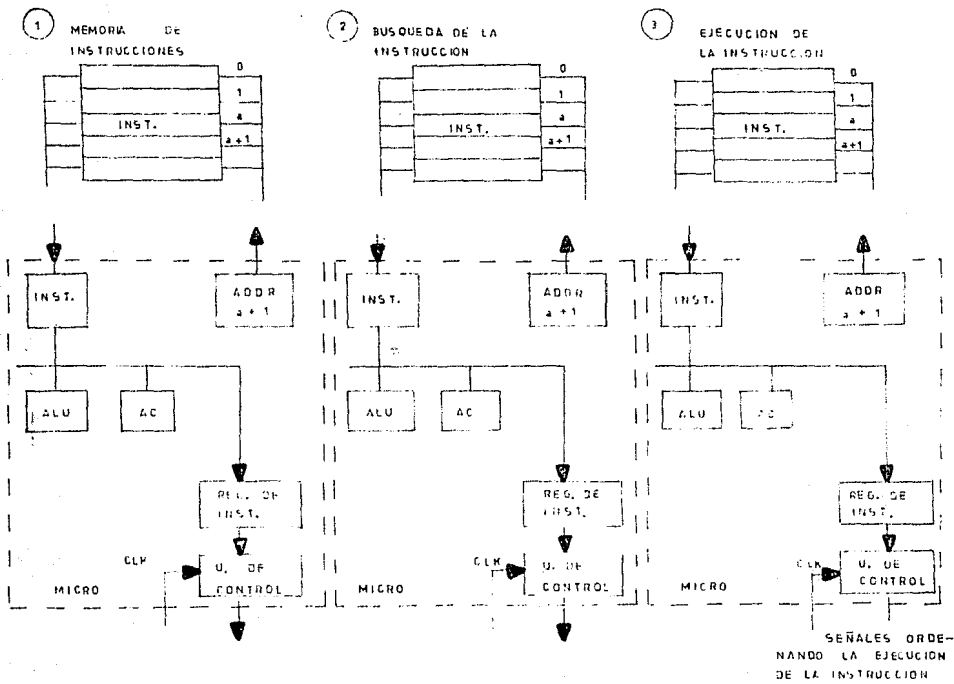 1 MEMORIA DE
INSTRUCCIONES
0
1
a
INST.
a+1
INST.
ADDR
a + 1
ALU
AC
REG. DE
INST.
CLK
U. DE
CONTROL
MICRO
2 BUSQUEDA DE LA
INSTRUCCION
0
1
a
INST.
a+1
INST.
ADDR
a + 1
ALU
AC
REG. DE
INST.
CLK
U. DE
CONTROL
MICRO
3 EJECUCION DE
LA INSTRUCCION
0
1
a
INST.
a+1
INST.
ADDR
a + 1
ALU
AC
REG. DE
INST.
CLK
U. DE
CONTROL
MICRO
SEÑALES ORDE-
NANDO LA EJECUCION
DE LA INSTRUCCION